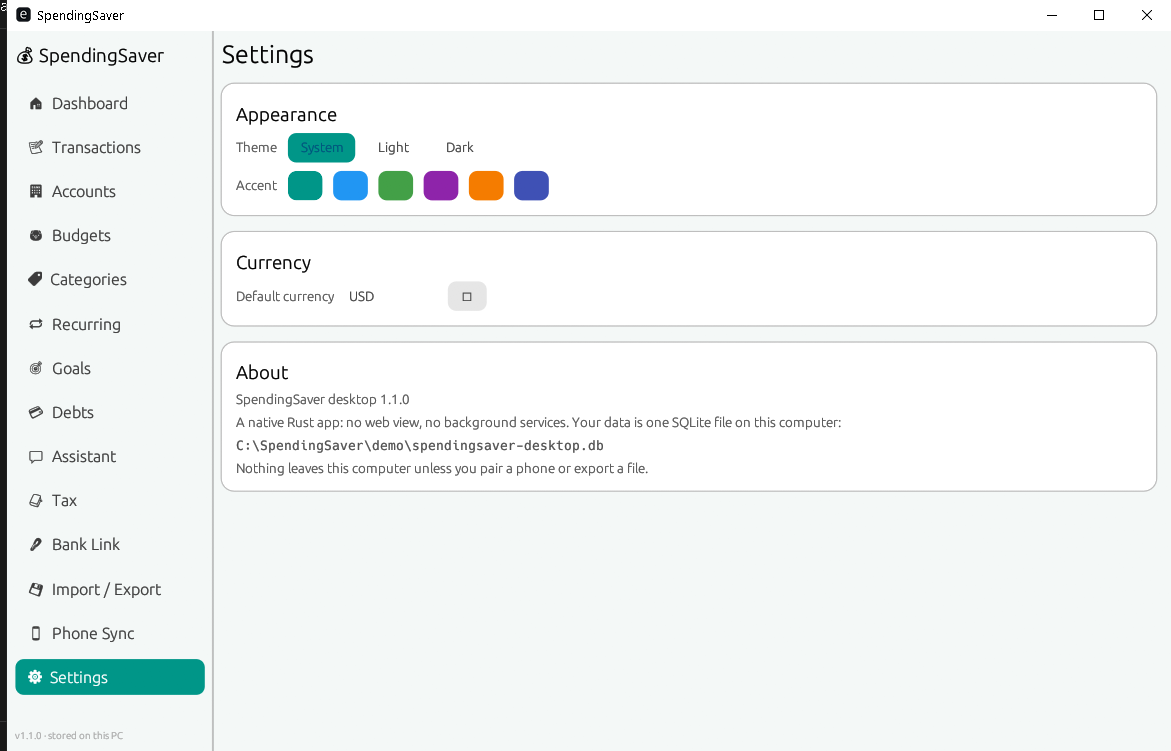 SpendingSaver
SpendingSaver
Dashboard
Transactions
Accounts
Budgets
Categories
Recurring
Goals
Debts
Assistant
Tax
Bank Link
Import / Export
Phone Sync
Settings
v1.1.0 · stored on this PC
Settings
Appearance
Theme System Light Dark
Accent
Currency
Default currency USD
About
SpendingSaver desktop 1.1.0
A native Rust app: no web view, no background services. Your data is one SQLite file on this computer:
C:\SpendingSaver\demo\spendingsaver-desktop.db
Nothing leaves this computer unless you pair a phone or export a file.